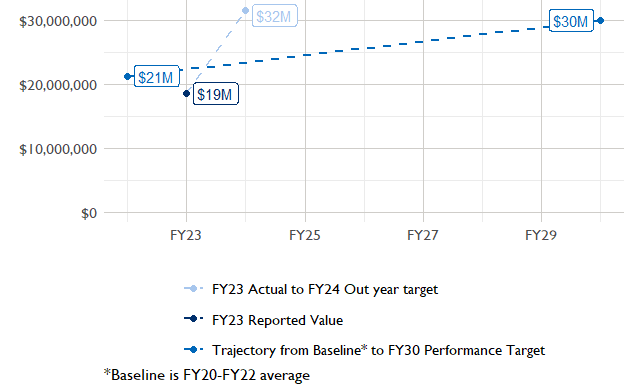 $30,000,000
$32M
$30M
$21M
$20,000,000
$19M
$10,000,000
$0
FY23 FY25 FY27 FY29
FY23 Actual to FY24 Out year target
FY23 Reported Value
Trajectory from Baseline* to FY30 Performance Target
*Baseline is FY20-FY22 average